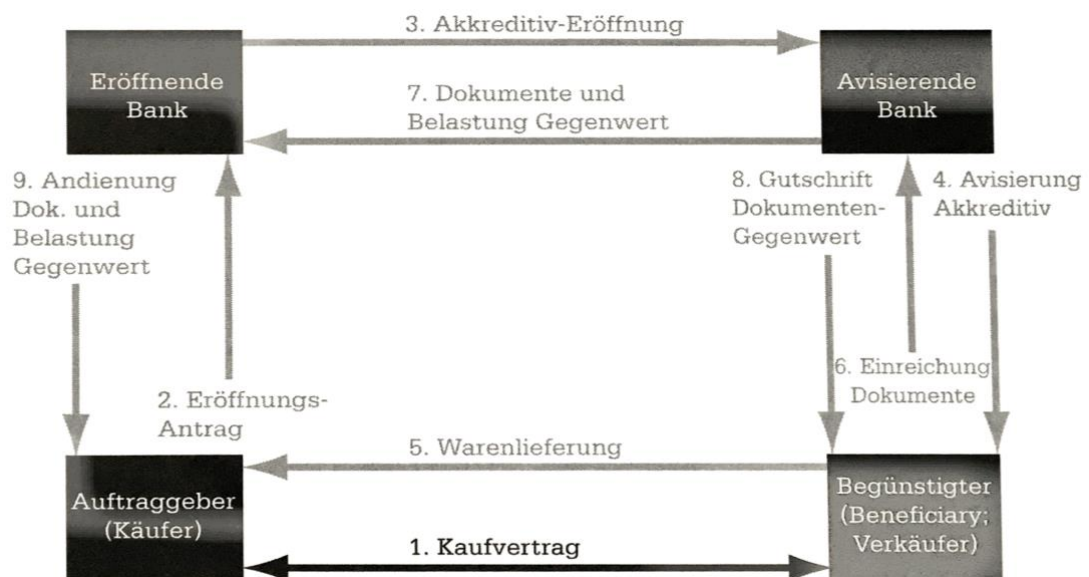 3. Akkreditiv-Eröffnung
Eröffnende
Bank
Avisierende
Bank
7. Dokumente und
Belastung Gegenwert
9. Andienung
Dok. und
Belastung
Gegenwert
8. Gutschrift
Dokumenten-
Gegenwert
4. Avisierung
Akkreditiv
6. Einreichung
Dokumente
2. Eröffnungs-
Antrag
5. Warenlieferung
Auftraggeber
(Käufer)
Begünstigter
(Beneficiary;
Verkäufer)
1. Kaufvertrag